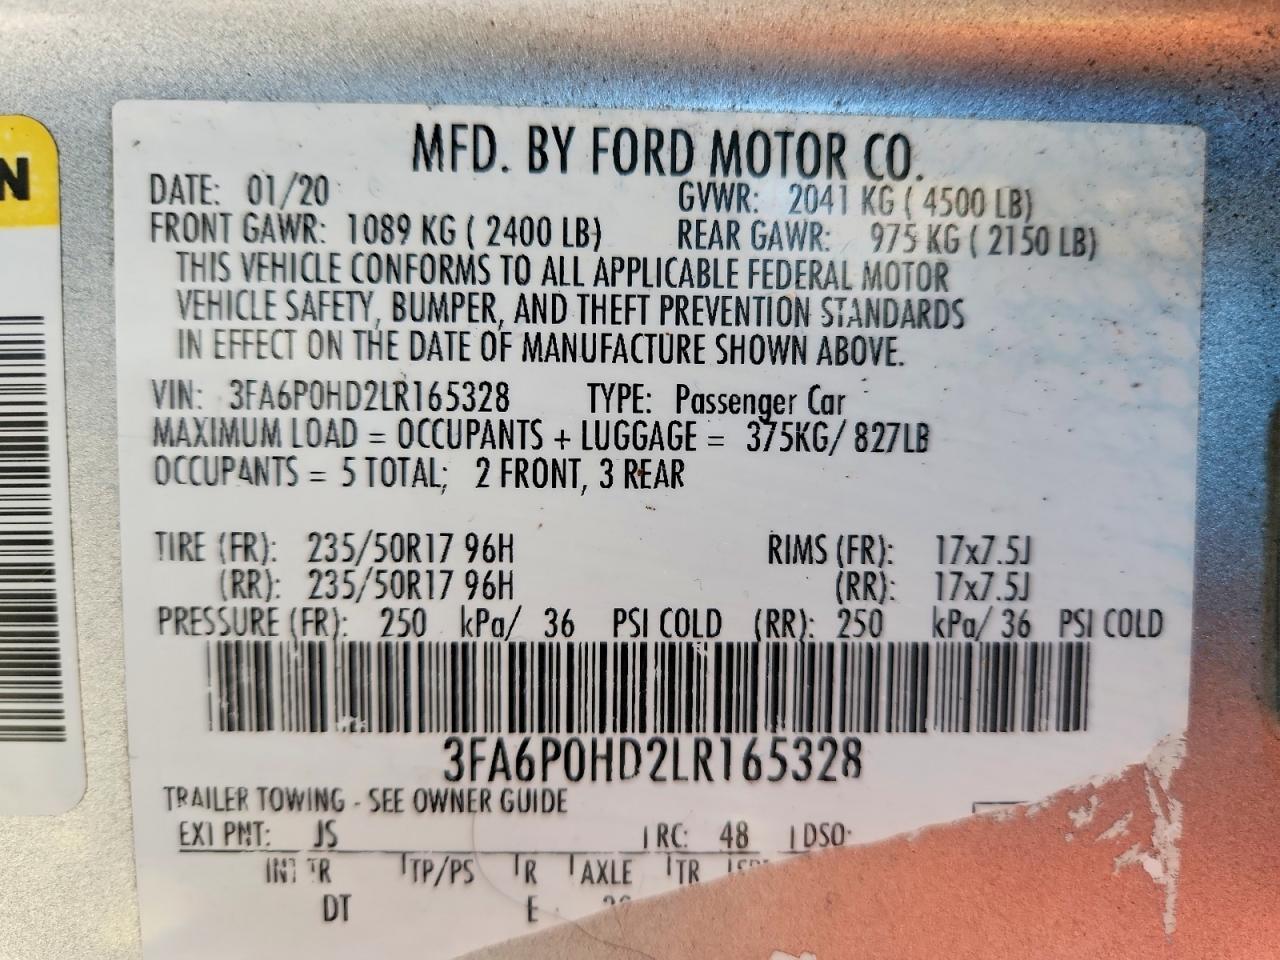 N
MFD. BY FORD MOTOR CO.
DATE: 01/20 GVWR: 2041 KG ( 4500 LB)
FRONT GAWR: 1089 KG ( 2400 LB) REAR GAWR: 975 KG ( 2150 LB)
THIS VEHICLE CONFORMS TO ALL APPLICABLE FEDERAL MOTOR
VEHICLE SAFETY, BUMPER, AND THEFT PREVENTION STANDARDS
IN EFFECT ON THE DATE OF MANUFACTURE SHOWN ABOVE.
VIN: 3FA6P0HD2LR165328 TYPE: Passenger Car
MAXIMUM LOAD = OCCUPANTS + LUGGAGE = 375KG/ 827LB
OCCUPANTS = 5 TOTAL; 2 FRONT, 3 REAR
TIRE (FR): 235/50R17 96H RIMS (FR): 17x7.5J
(RR): 235/50R17 96H (RR): 17x7.5J
PRESSURE (FR): 250 kPa/ 36 PSI COLD (RR): 250 kPa/ 36 PSI COLD
3FA6P0HD2LR165328
TRAILER TOWING - SEE OWNER GUIDE
EXT PNT: JS RC: 48 DSO:
INT TR TP/PS R AXLE TR
DT E